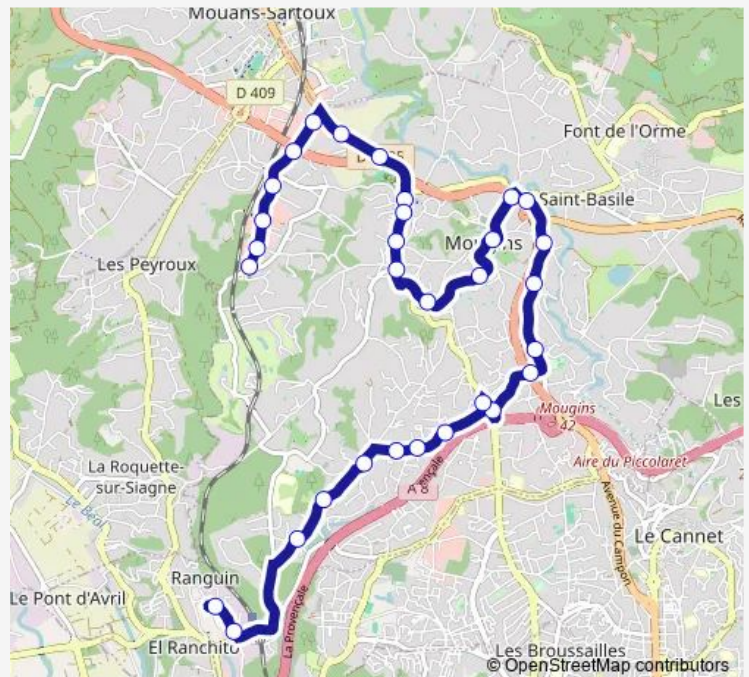 Mouans-Sartoux
D 409
Font de l'Orme
Saint-Basile
Mougins
Les Peyroux
Mougins
42
Les
Aire du Piccolaret
La Roquette-
sur-Siagne
A 8
Le Béal
Avenue du Campon
Le Cannet
Ranguin
Le Pont d'Avril
La Provençale
El Ranchito
Les Broussailles
© OpenStreetMap contributors